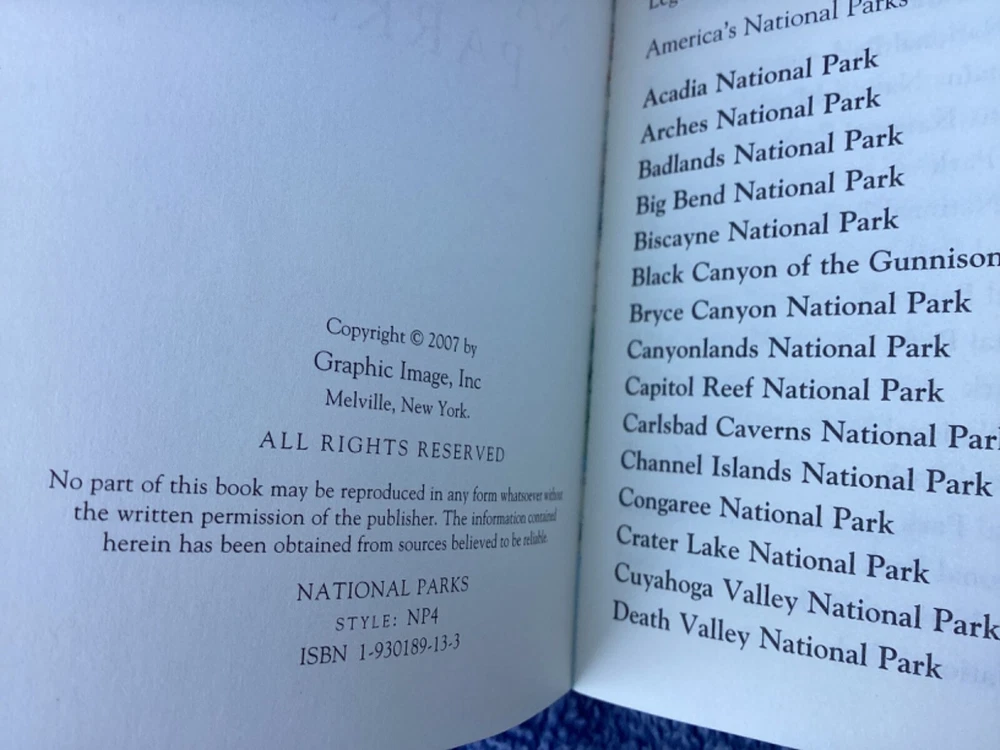 Copyright © 2007 by
Graphic Image, Inc
Melville, New York.
ALL RIGHTS RESERVED
No part of this book may be reproduced in any form whatsoever without
the written permission of the publisher. The information contained
herein has been obtained from sources believed to be reliable.
NATIONAL PARKS
STYLE: NP4
ISBN 1-930189-13-3
America's National Parks
Acadia National Park
Arches National Park
Badlands National Park
Big Bend National Park
Biscayne National Park
Black Canyon of the Gunnison
Bryce Canyon National Park
Canyonlands National Park
Capitol Reef National Park
Carlsbad Caverns National Park
Channel Islands National Park
Congaree National Park
Crater Lake National Park
Cuyahoga Valley National Park
Death Valley National Park